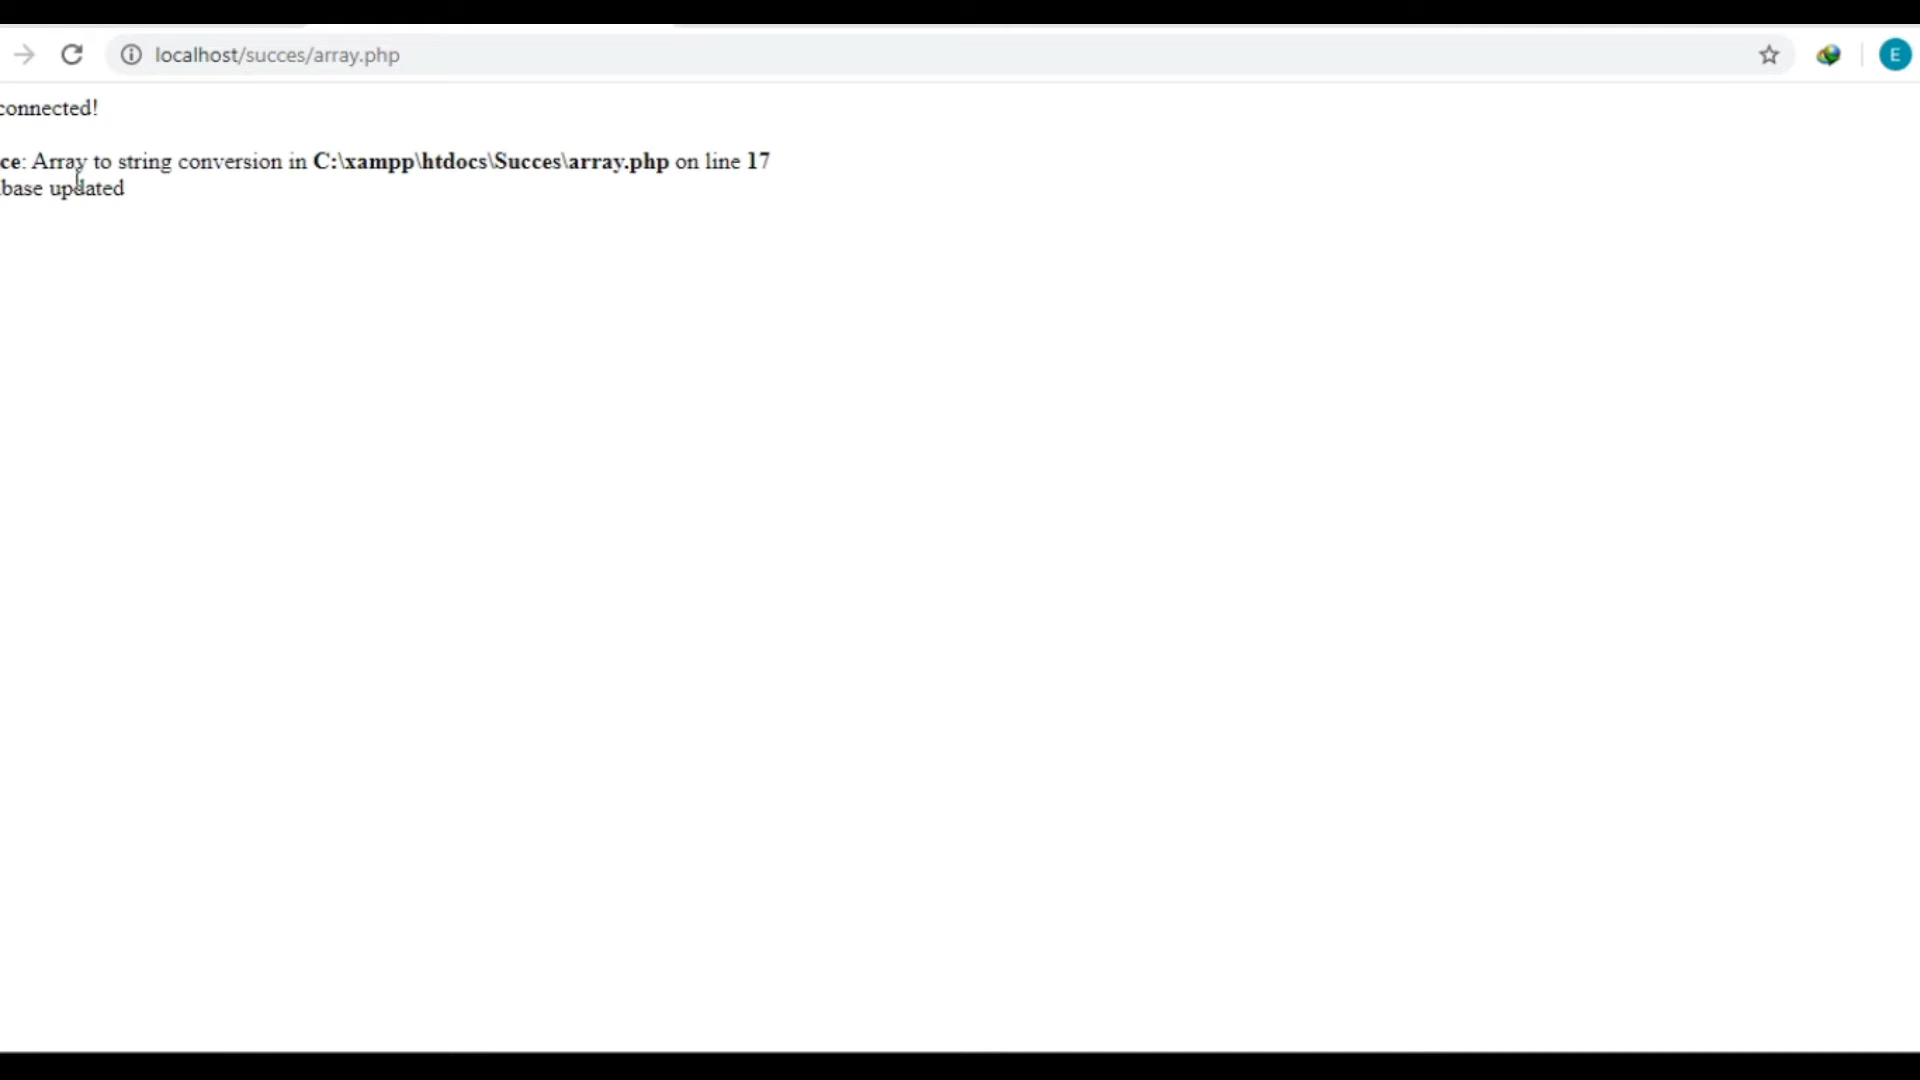 localhost/succes/array.php
E
connected!
ce: Array to string conversion in C:\xampp\htdocs\Succes\array.php on line 17
base updated